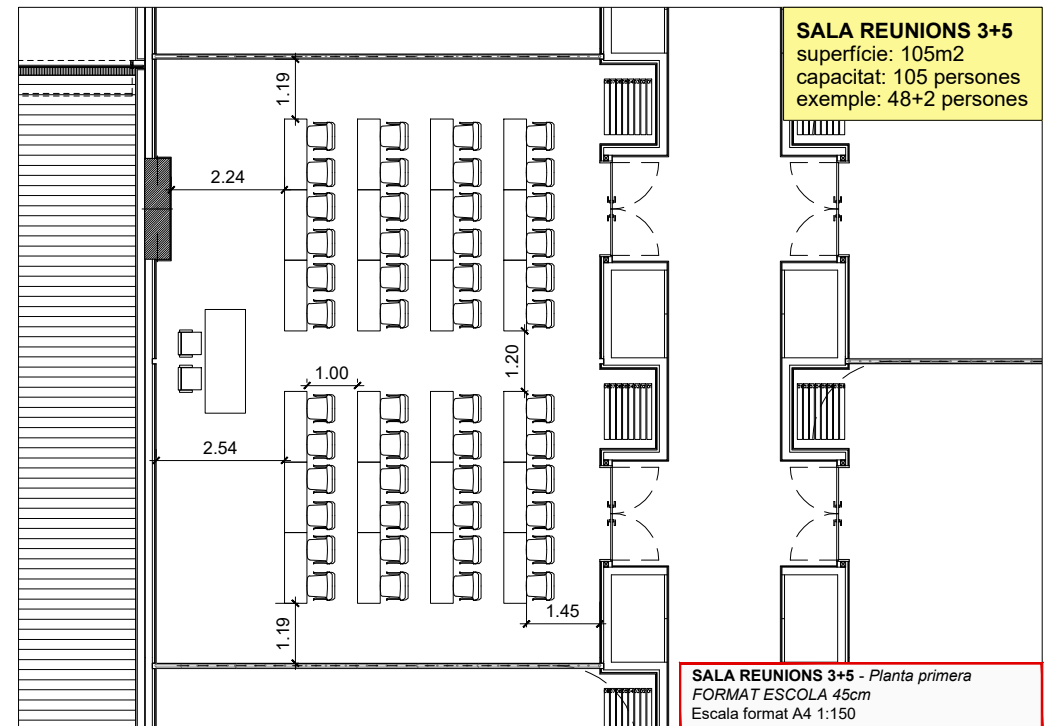 SALA REUNIONS 3+5
superfície: 105m2
capacitat: 105 persones
exemple: 48+2 persones
1.19
2.24
1.20
1.00
2.54
1.45
1.19
SALA REUNIONS 3+5 - Planta primera
FORMAT ESCOLA 45cm
Escala format A4 1:150